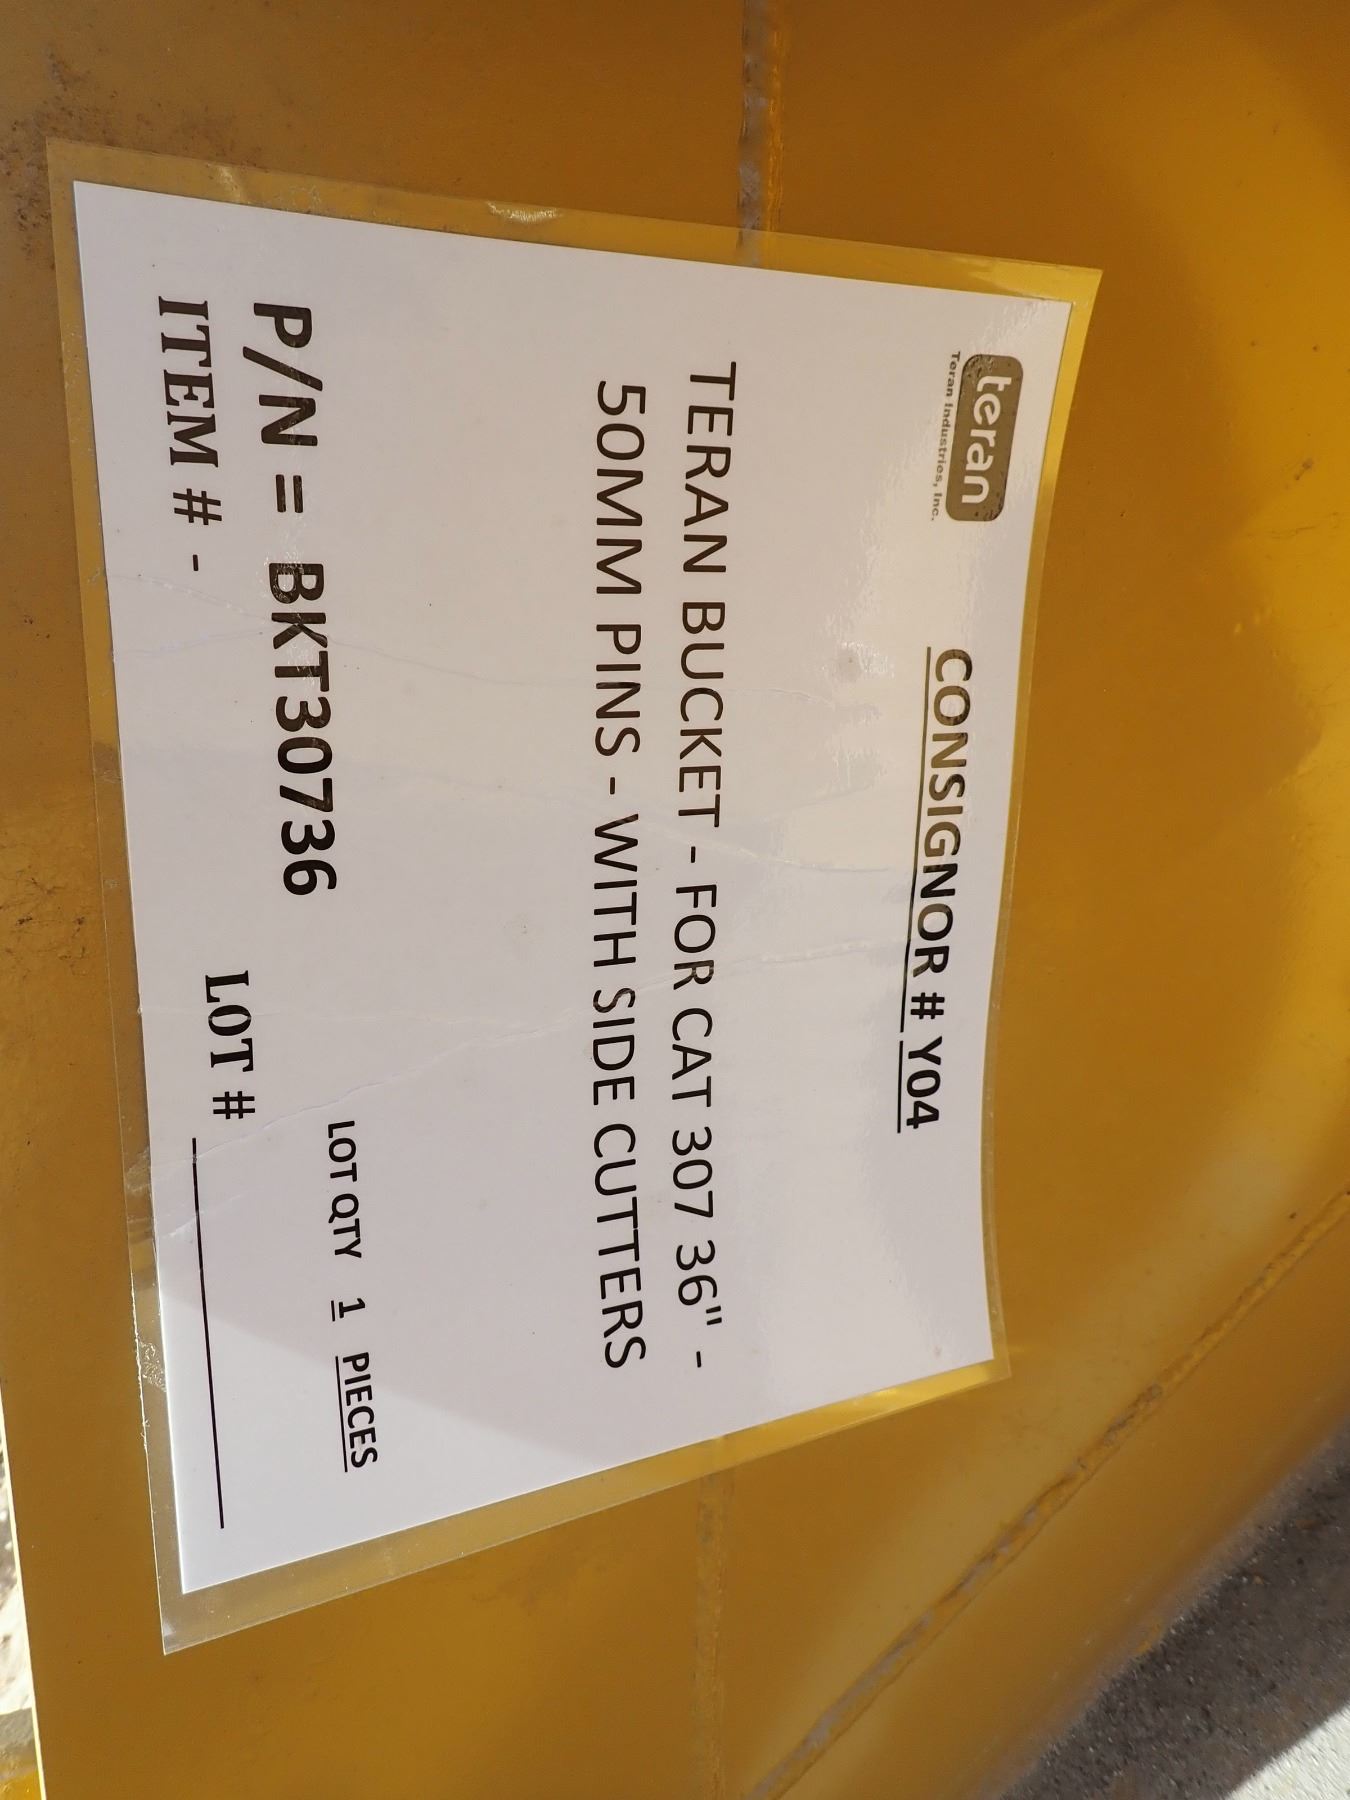 teran
Teran Industries, Inc.
CONSIGNOR # Y04
TERAN BUCKET - FOR CAT 307 36" -
50MM PINS - WITH SIDE CUTTERS
LOT QTY 1 PIECES
P/N = BKT30736
ITEM # -
LOT # ____________